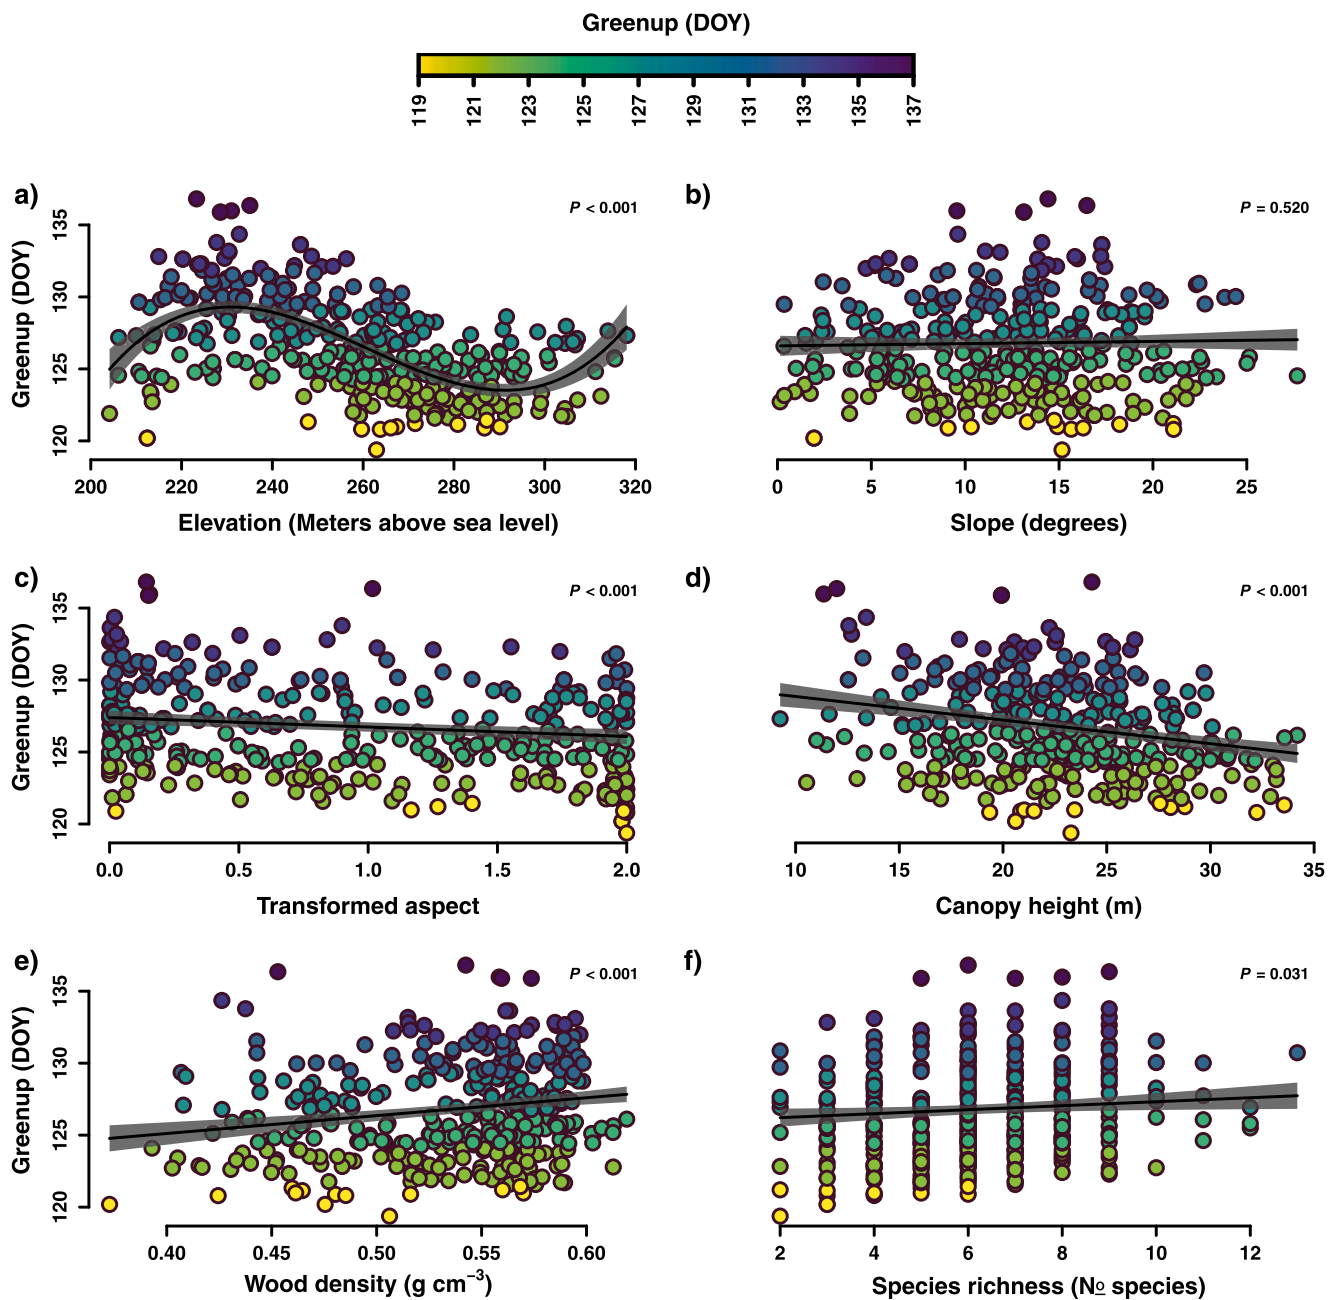 Greenup (DOY)
119 121 123 125 127 129 131 133 135 137
a)
P < 0.001
Greenup (DOY)
120 125 130 135
200 220 240 260 280 300 320
Elevation (Meters above sea level)
b)
P = 0.520
0 5 10 15 20 25
Slope (degrees)
c)
P < 0.001
Greenup (DOY)
120 125 130 135
0.0 0.5 1.0 1.5 2.0
Transformed aspect
d)
P < 0.001
10 15 20 25 30 35
Canopy height (m)
e)
P < 0.001
Greenup (DOY)
120 125 130 135
0.40 0.45 0.50 0.55 0.60
Wood density (g cm⁻³)
f)
P = 0.031
2 4 6 8 10 12
Species richness (Nº species)